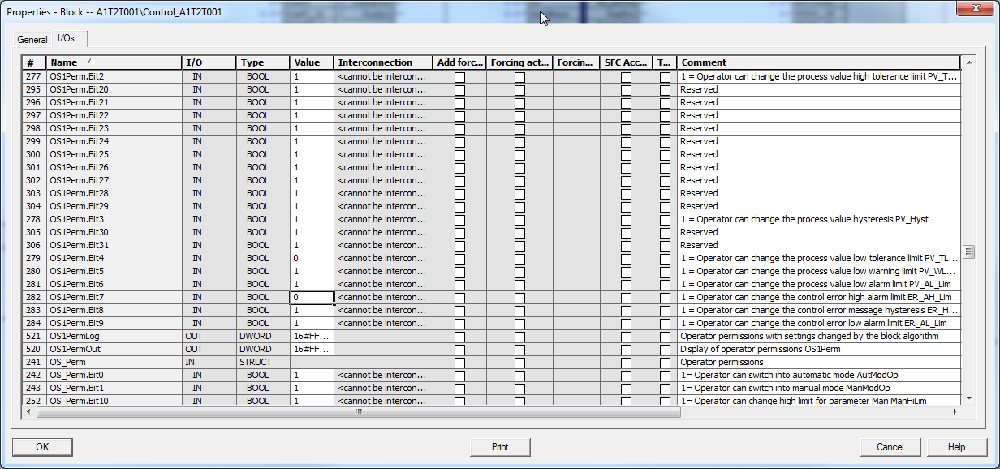 Properties - Block -- A1T2T001\Control_A1T2T001
General I/Os
# Name I/O Type Value Interconnection Add forc... Forcing act... Forcin... SFC Acc... T... Comment
277 OS1Perm.Bit2 IN BOOL 1 <cannot be intercon... 1 = Operator can change the process value high tolerance limit PV_T...
295 OS1Perm.Bit20 IN BOOL 1 <cannot be intercon... Reserved
296 OS1Perm.Bit21 IN BOOL 1 <cannot be intercon... Reserved
297 OS1Perm.Bit22 IN BOOL 1 <cannot be intercon... Reserved
298 OS1Perm.Bit23 IN BOOL 1 <cannot be intercon... Reserved
299 OS1Perm.Bit24 IN BOOL 1 <cannot be intercon... Reserved
300 OS1Perm.Bit25 IN BOOL 1 <cannot be intercon... Reserved
301 OS1Perm.Bit26 IN BOOL 1 <cannot be intercon... Reserved
302 OS1Perm.Bit27 IN BOOL 1 <cannot be intercon... Reserved
303 OS1Perm.Bit28 IN BOOL 1 <cannot be intercon... Reserved
304 OS1Perm.Bit29 IN BOOL 1 <cannot be intercon... Reserved
278 OS1Perm.Bit3 IN BOOL 1 <cannot be intercon... 1 = Operator can change the process value hysteresis PV_Hyst
305 OS1Perm.Bit30 IN BOOL 1 <cannot be intercon... Reserved
306 OS1Perm.Bit31 IN BOOL 1 <cannot be intercon... Reserved
279 OS1Perm.Bit4 IN BOOL 0 <cannot be intercon... 1 = Operator can change the process value low tolerance limit PV_TL...
280 OS1Perm.Bit5 IN BOOL 1 <cannot be intercon... 1 = Operator can change the process value low warning limit PV_WL...
281 OS1Perm.Bit6 IN BOOL 1 <cannot be intercon... 1 = Operator can change the process value low alarm limit PV_AL_Lim
282 OS1Perm.Bit7 IN BOOL 0 <cannot be intercon... 1 = Operator can change the control error high alarm limit ER_AH_Lim
283 OS1Perm.Bit8 IN BOOL 1 <cannot be intercon... 1 = Operator can change the control error message hysteresis ER_H...
284 OS1Perm.Bit9 IN BOOL 1 <cannot be intercon... 1 = Operator can change the control error low alarm limit ER_AL_Lim
521 OS1PermLog OUT DWORD 16#FF... Operator permissions with settings changed by the block algorithm
520 OS1PermOut OUT DWORD 16#FF... Display of operator permissions OS1Perm
241 OS_Perm IN STRUCT Operator permissions
242 OS_Perm.Bit0 IN BOOL 1 <cannot be intercon... 1= Operator can switch into automatic mode AutModOp
243 OS_Perm.Bit1 IN BOOL 1 <cannot be intercon... 1= Operator can switch into manual mode ManModOp
252 OS_Perm.Bit10 IN BOOL 1 <cannot be intercon... 1= Operator can change high limit for parameter Man ManHiLim
OK Print Cancel Help